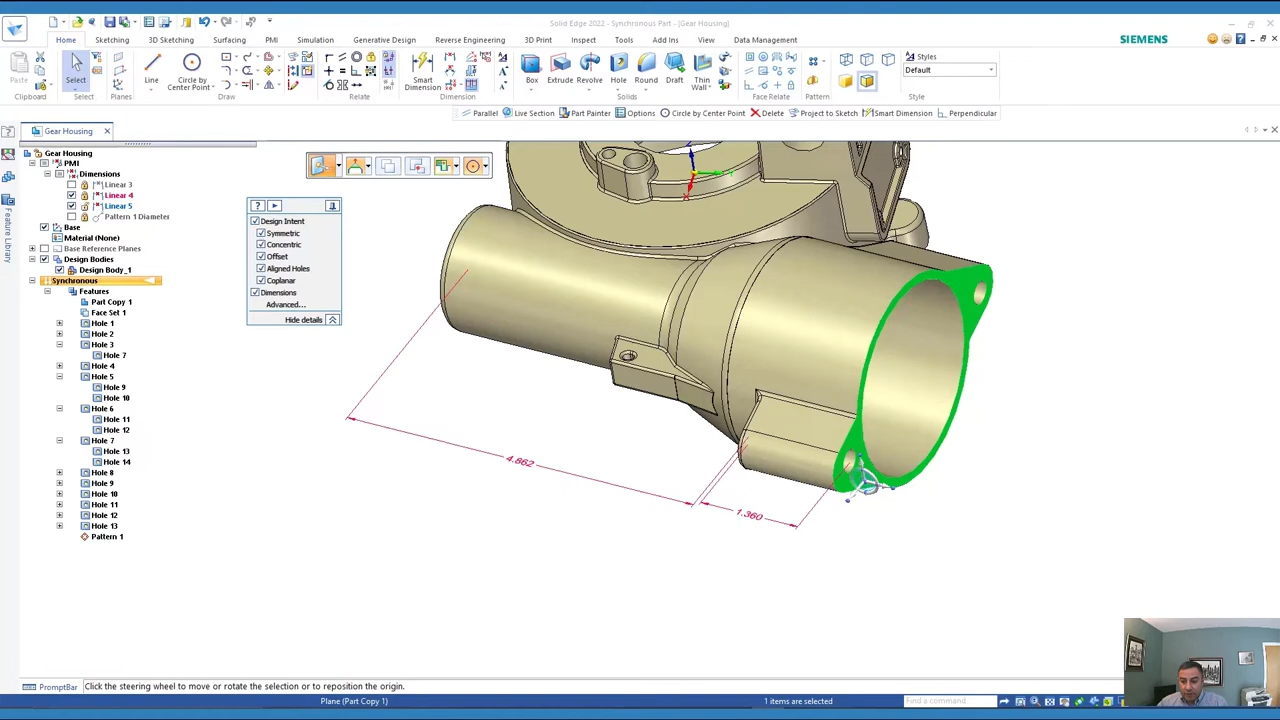 Solid Edge 2022 - Synchronous Part - [Gear Housing]
Home Sketching 3D Sketching Surfacing PMI Simulation Generative Design Reverse Engineering 3D Print Inspect Tools Add Ins View Data Management
SIEMENS
Paste
Clipboard
Select
Select
Planes
Line
Circle by Center Point
Draw
Relate
Smart Dimension
Dimension
Box
Extrude
Revolve
Hole
Round
Draft
Thin Wall
Solids
Face Relate
Pattern
Styles
Default
Style
Parallel Live Section Part Painter Options Circle by Center Point Delete Project to Sketch Smart Dimension Perpendicular
Gear Housing
Feature Library
Gear Housing
PMI
Dimensions
Linear 3
Linear 4
Linear 5
Pattern 1 Diameter
Base
Material (None)
Base Reference Planes
Design Bodies
Design Body_1
Synchronous
Features
Part Copy 1
Face Set 1
Hole 1
Hole 2
Hole 3
Hole 7
Hole 4
Hole 5
Hole 9
Hole 10
Hole 6
Hole 11
Hole 12
Hole 7
Hole 13
Hole 14
Hole 8
Hole 9
Hole 10
Hole 11
Hole 12
Hole 13
Pattern 1
Design Intent
Symmetric
Concentric
Offset
Aligned Holes
Coplanar
Dimensions
Advanced...
Hide details
4.862
1.360
PromptBar Click the steering wheel to move or rotate the selection or to reposition the origin.
Plane (Part Copy 1) 1 items are selected Find a command